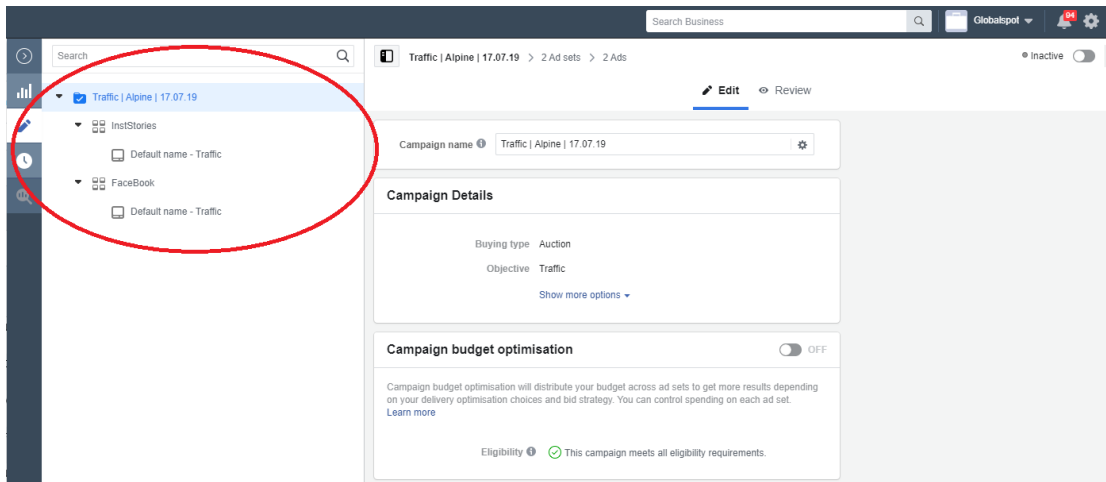 Search Business
Globalspot
94
Search
Traffic | Alpine | 17.07.19
InstStories
Default name - Traffic
FaceBook
Default name - Traffic
Traffic | Alpine | 17.07.19 > 2 Ad sets > 2 Ads
Inactive
Edit
Review
Campaign name
Traffic | Alpine | 17.07.19
Campaign Details
Buying type Auction
Objective Traffic
Show more options
Campaign budget optimisation
OFF
Campaign budget optimisation will distribute your budget across ad sets to get more results depending
on your delivery optimisation choices and bid strategy. You can control spending on each ad set.
Learn more
Eligibility This campaign meets all eligibility requirements.